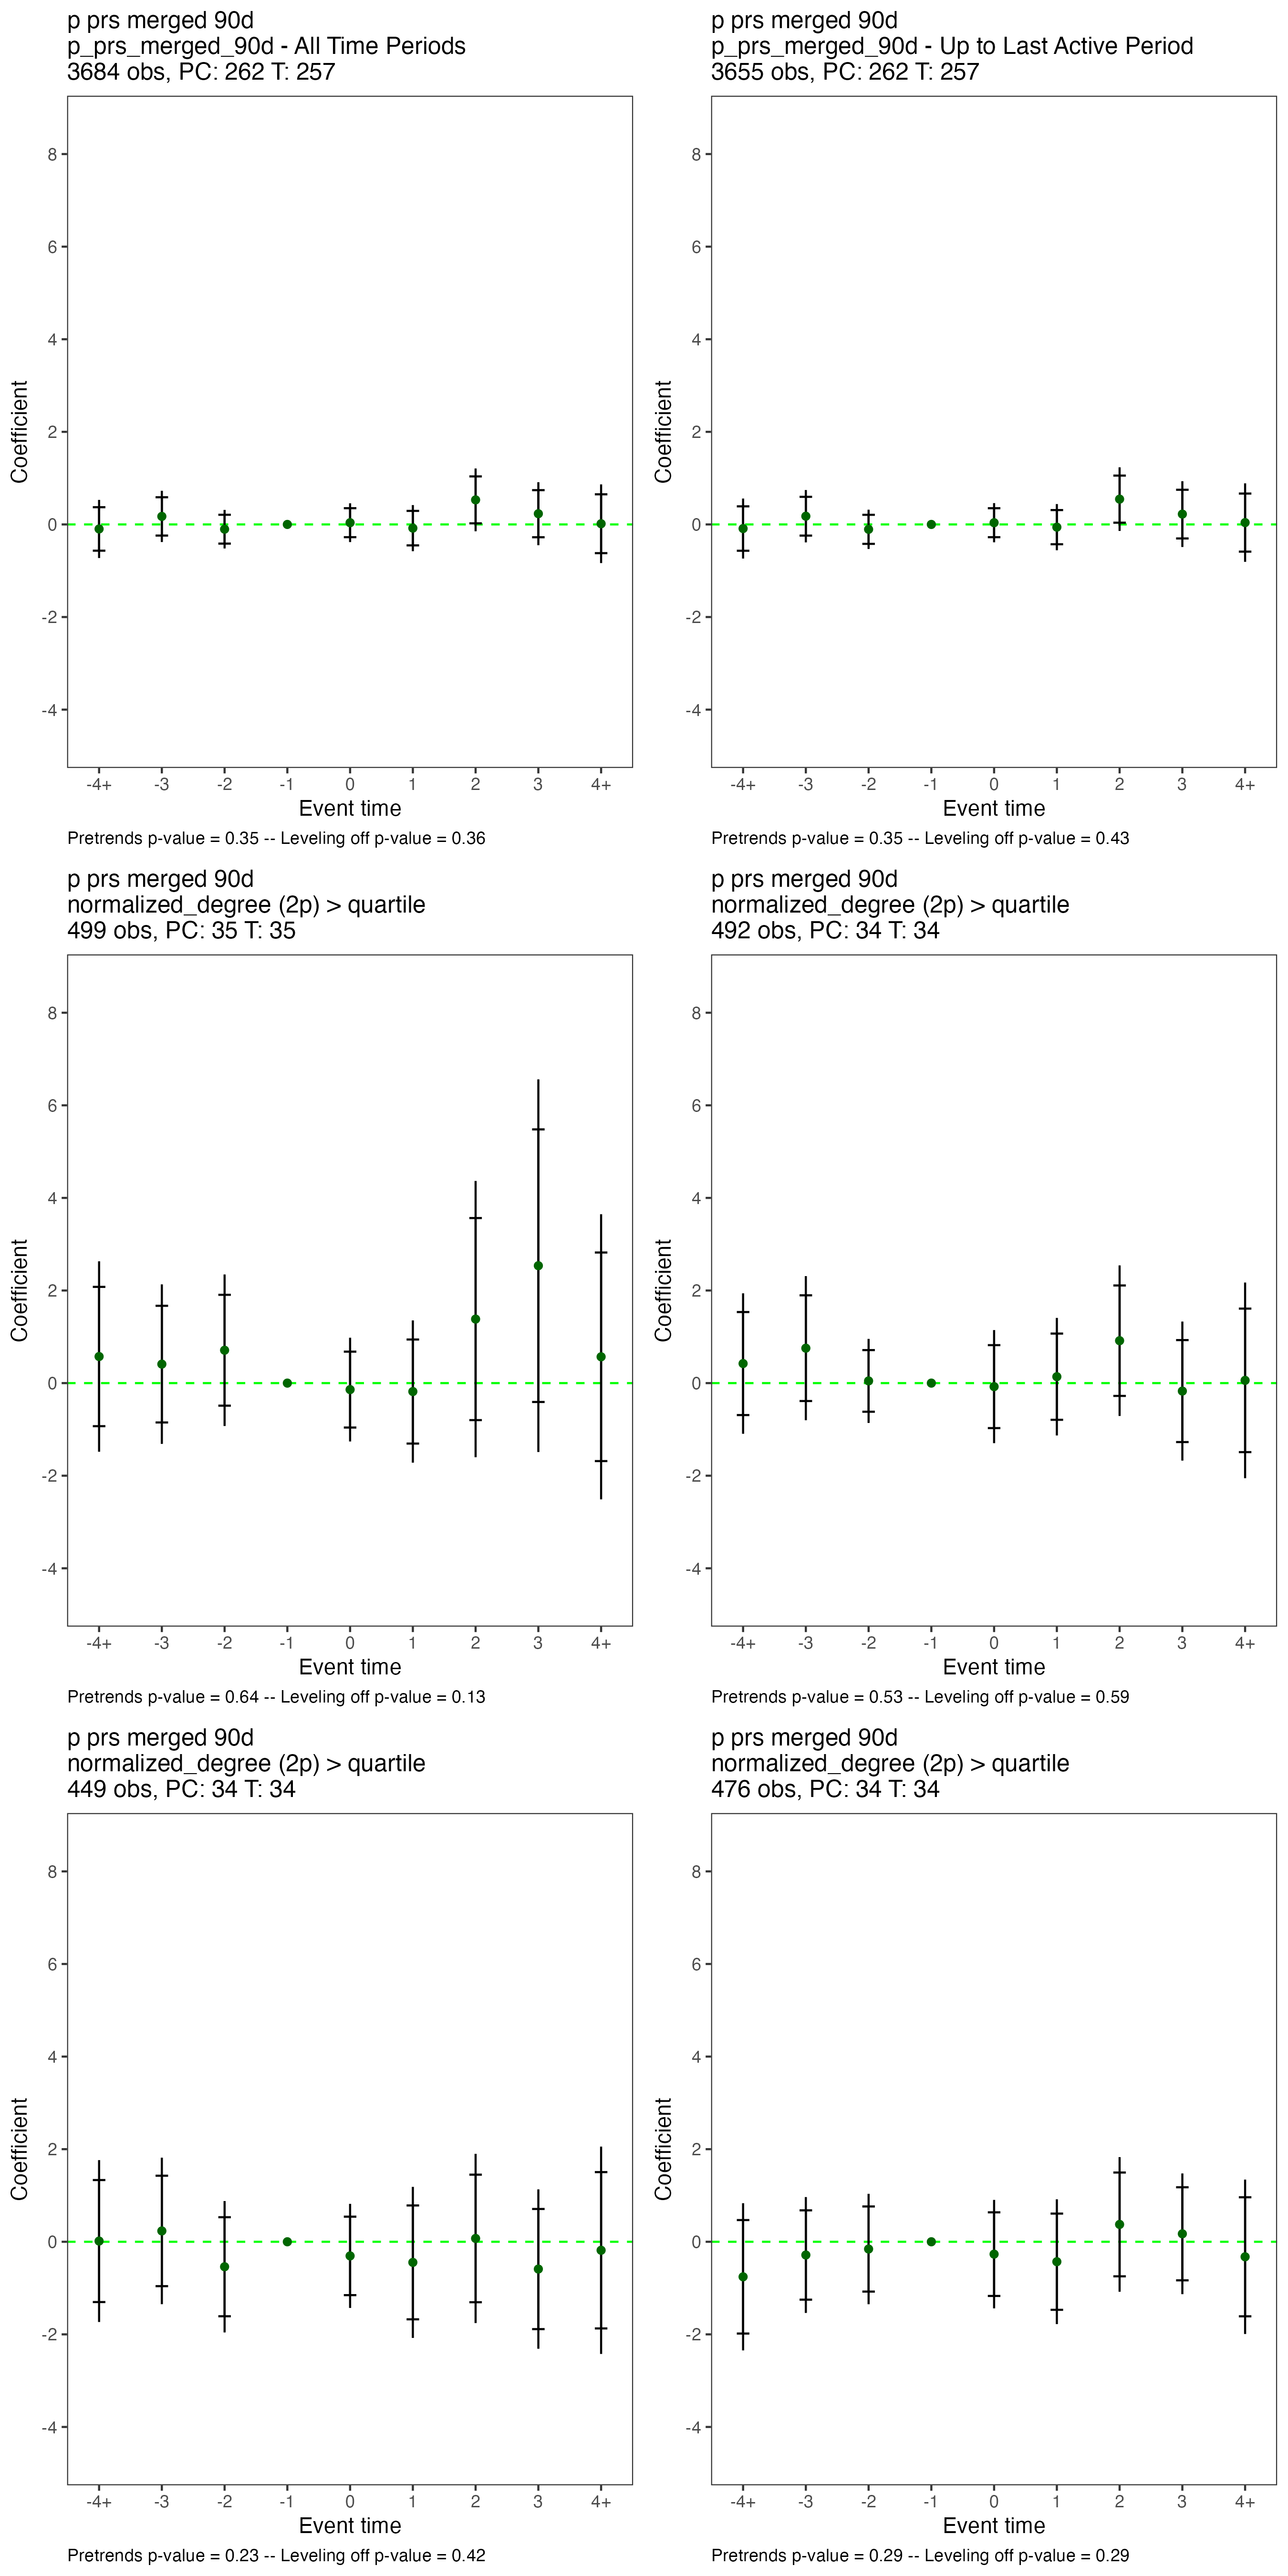 p prs merged 90d
p_prs_merged_90d - All Time Periods
3684 obs, PC: 262 T: 257
Coefficient
8
6
4
2
0
-2
-4
-4+ -3 -2 -1 0 1 2 3 4+
Event time
Pretrends p-value = 0.35 -- Leveling off p-value = 0.36
p prs merged 90d
p_prs_merged_90d - Up to Last Active Period
3655 obs, PC: 262 T: 257
Coefficient
8
6
4
2
0
-2
-4
-4+ -3 -2 -1 0 1 2 3 4+
Event time
Pretrends p-value = 0.35 -- Leveling off p-value = 0.43
p prs merged 90d
normalized_degree (2p) > quartile
499 obs, PC: 35 T: 35
Coefficient
8
6
4
2
0
-2
-4
-4+ -3 -2 -1 0 1 2 3 4+
Event time
Pretrends p-value = 0.64 -- Leveling off p-value = 0.13
p prs merged 90d
normalized_degree (2p) > quartile
492 obs, PC: 34 T: 34
Coefficient
8
6
4
2
0
-2
-4
-4+ -3 -2 -1 0 1 2 3 4+
Event time
Pretrends p-value = 0.53 -- Leveling off p-value = 0.59
p prs merged 90d
normalized_degree (2p) > quartile
449 obs, PC: 34 T: 34
Coefficient
8
6
4
2
0
-2
-4
-4+ -3 -2 -1 0 1 2 3 4+
Event time
Pretrends p-value = 0.23 -- Leveling off p-value = 0.42
p prs merged 90d
normalized_degree (2p) > quartile
476 obs, PC: 34 T: 34
Coefficient
8
6
4
2
0
-2
-4
-4+ -3 -2 -1 0 1 2 3 4+
Event time
Pretrends p-value = 0.29 -- Leveling off p-value = 0.29